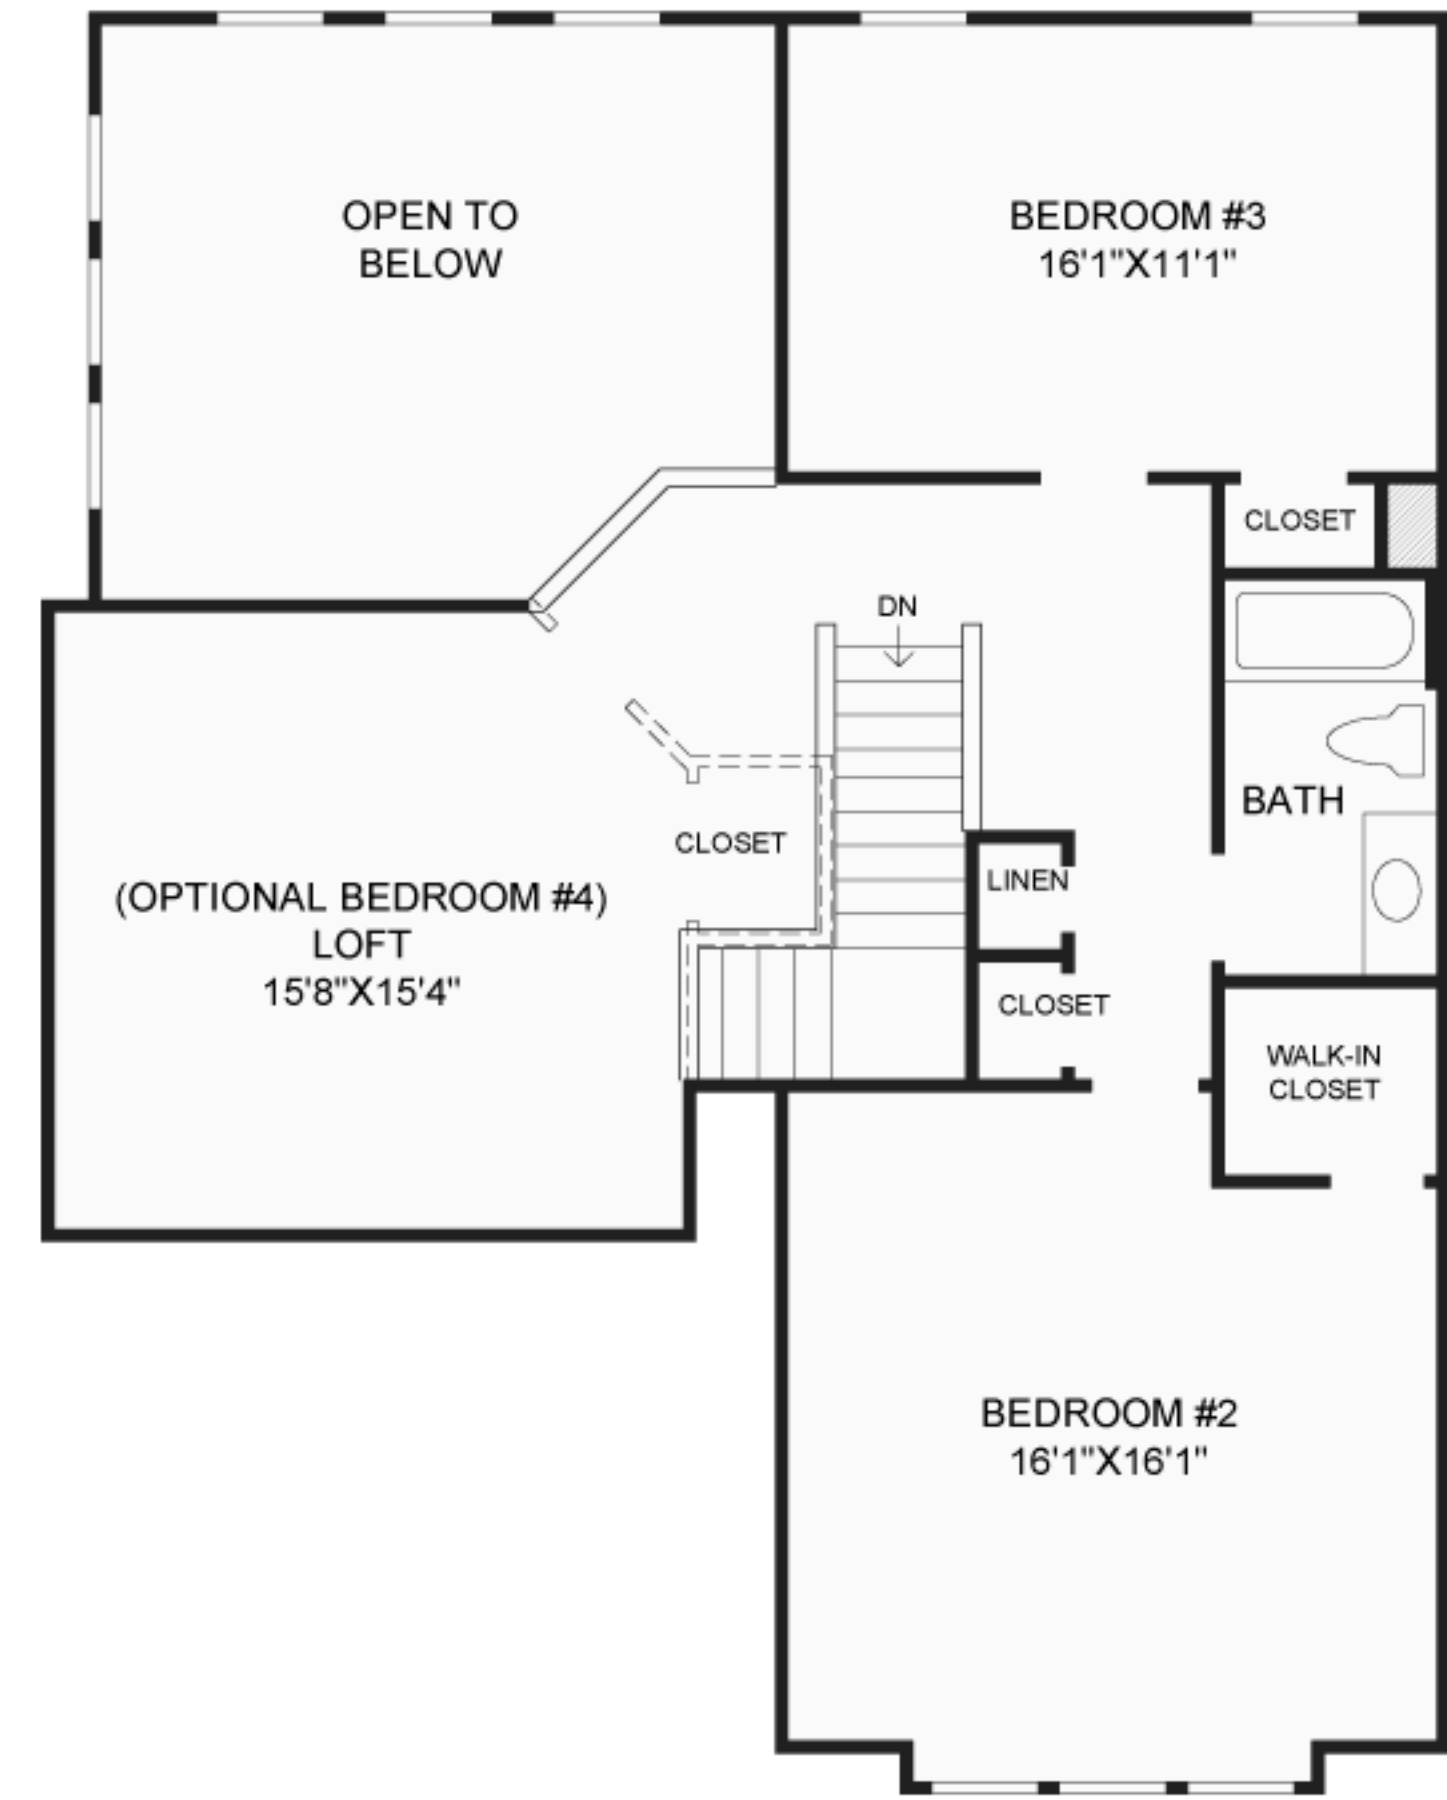 OPEN TO
BELOW
BEDROOM #3
16'1"X11'1"
CLOSET
DN
BATH
CLOSET
LINEN
(OPTIONAL BEDROOM #4)
LOFT
15'8"X15'4"
CLOSET
WALK-IN
CLOSET
BEDROOM #2
16'1"X16'1"